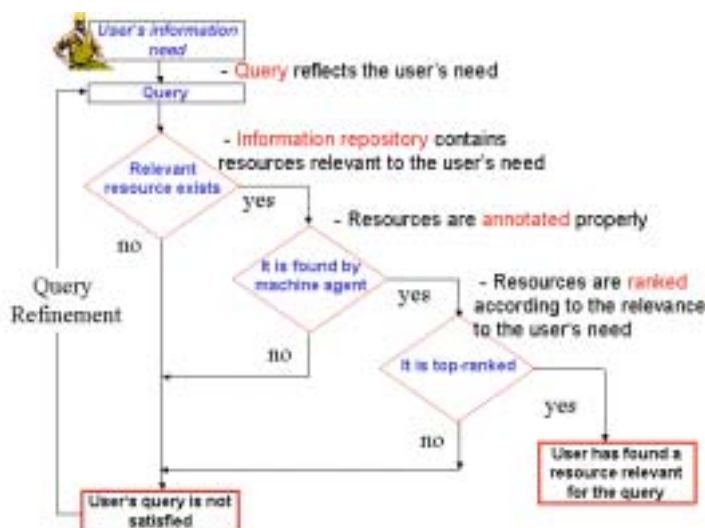 User's information
need
- Query reflects the user's need
Query
- Information repository contains
resources relevant to the user's need
Relevant
resource exists
yes
- Resources are annotated properly
no
It is found by
machine agent
- Resources are ranked
according to the relevance
to the user's need
yes
Query
Refinement
no
It is top-ranked
yes
no
User has found a
resource relevant
for the query
User's query is not
satisfied